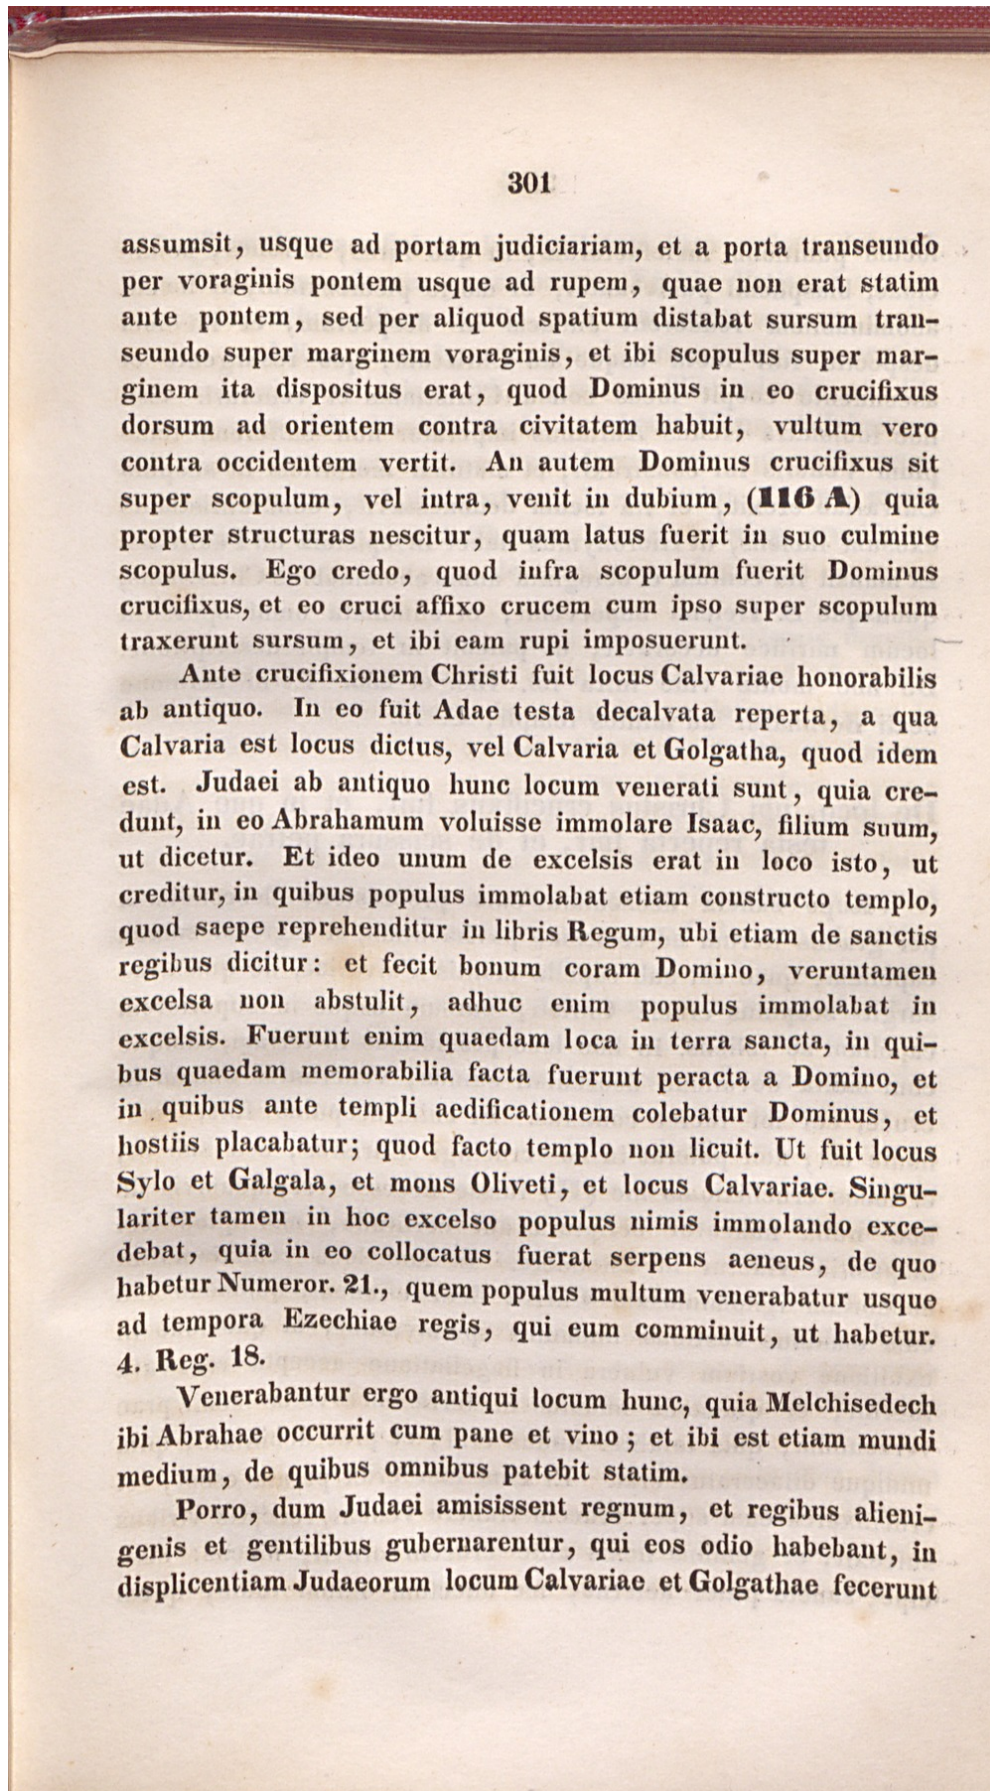 301
assumsit, usque ad portam judiciariam, et a porta transeundo
per voraginis pontem usque ad rupem, quae non erat statim
ante pontem, sed per aliquod spatium distabat sursum tran-
seundo super marginem voraginis, et ibi scopulus super mar-
ginem ita dispositus erat, quod Dominus in eo crucifixus
dorsum ad orientem contra civitatem habuit, vultum vero
contra occidentem vertit. An autem Dominus crucifixus sit
super scopulum, vel intra, venit in dubium, (116 A) quia
propter structuras nescitur, quam latus fuerit in suo culmine
scopulus. Ego credo, quod infra scopulum fuerit Dominus
crucifixus, et eo cruci affixo crucem cum ipso super scopulum
traxerunt sursum, et ibi eam rupi imposuerunt.
Ante crucifixionem Christi fuit locus Calvariae honorabilis
ab antiquo. In eo fuit Adae testa decalvata reperta, a qua
Calvaria est locus dictus, vel Calvaria et Golgatha, quod idem
est. Judaei ab antiquo hunc locum venerati sunt, quia cre-
dunt, in eo Abrahamum voluisse immolare Isaac, filium suum,
ut dicetur. Et ideo unum de excelsis erat in loco isto, ut
creditur, in quibus populus immolabat etiam constructo templo,
quod saepe reprehenditur in libris Regum, ubi etiam de sanctis
regibus dicitur: et fecit bonum coram Domino, veruntamen
excelsa non abstulit, adhuc enim populus immolabat in
excelsis. Fuerunt enim quaedam loca in terra sancta, in qui-
bus quaedam memorabilia facta fuerunt peracta a Domino, et
in quibus ante templi aedificationem colebatur Dominus, et
hostiis placabatur; quod facto templo non licuit. Ut fuit locus
Sylo et Galgala, et mons Oliveti, et locus Calvariae. Singu-
lariter tamen in hoc excelso populus nimis immolando exce-
debat, quia in eo collocatus fuerat serpens aeneus, de quo
habetur Numeror. 21., quem populus multum venerabatur usque
ad tempora Ezechiae regis, qui eum comminuit, ut habetur.
4. Reg. 18.
Venerabantur ergo antiqui locum hunc, quia Melchisedech
ibi Abrahae occurrit cum pane et vino; et ibi est etiam mundi
medium, de quibus omnibus patebit statim.
Porro, dum Judaei amisissent regnum, et regibus alieni-
genis et gentilibus gubernarentur, qui eos odio habebant, in
displicentiam Judaeorum locum Calvariae et Golgathae fecerunt